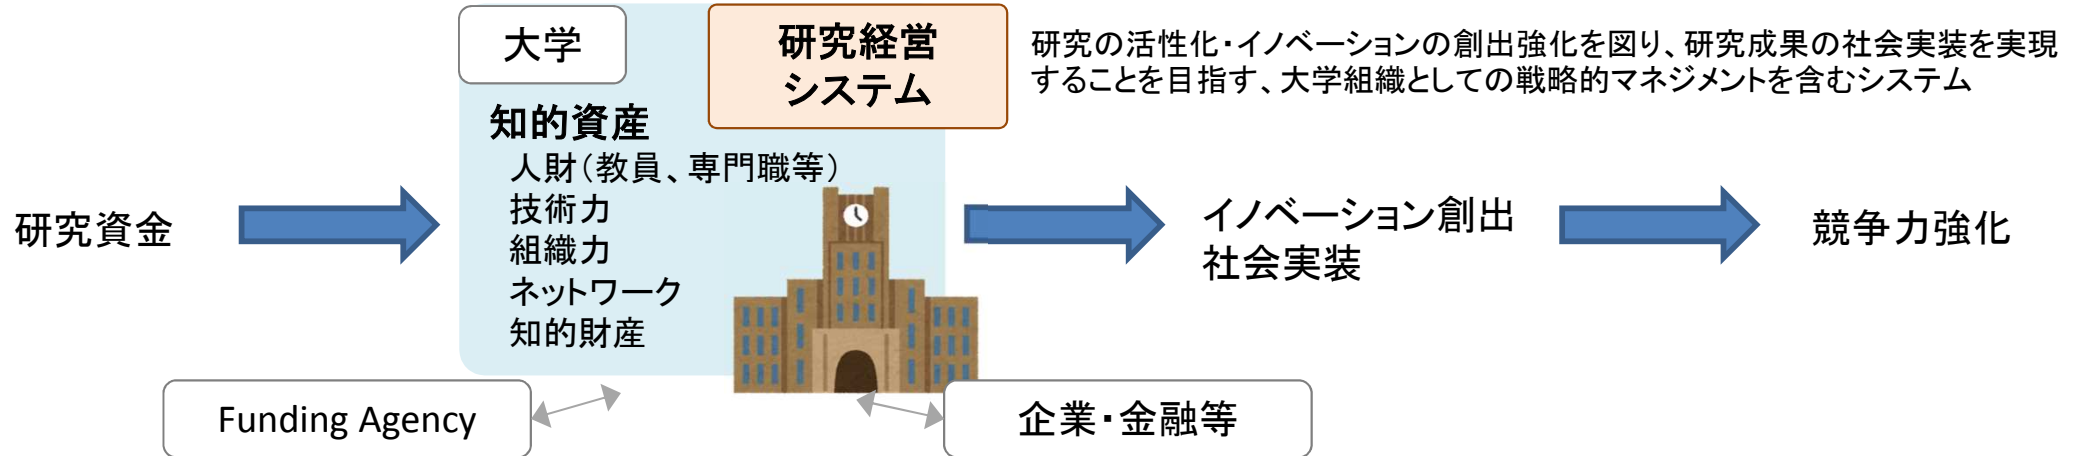 大学
研究経営
システム
研究の活性化・イノベーションの創出強化を図り、研究成果の社会実装を実現
することを目指す、大学組織としての戦略的マネジメントを含むシステム
知的資産
人財（教員、専門職等）
技術力
組織力
ネットワーク
知的財産
研究資金
イノベーション創出
社会実装
競争力強化
Funding Agency
企業・金融等